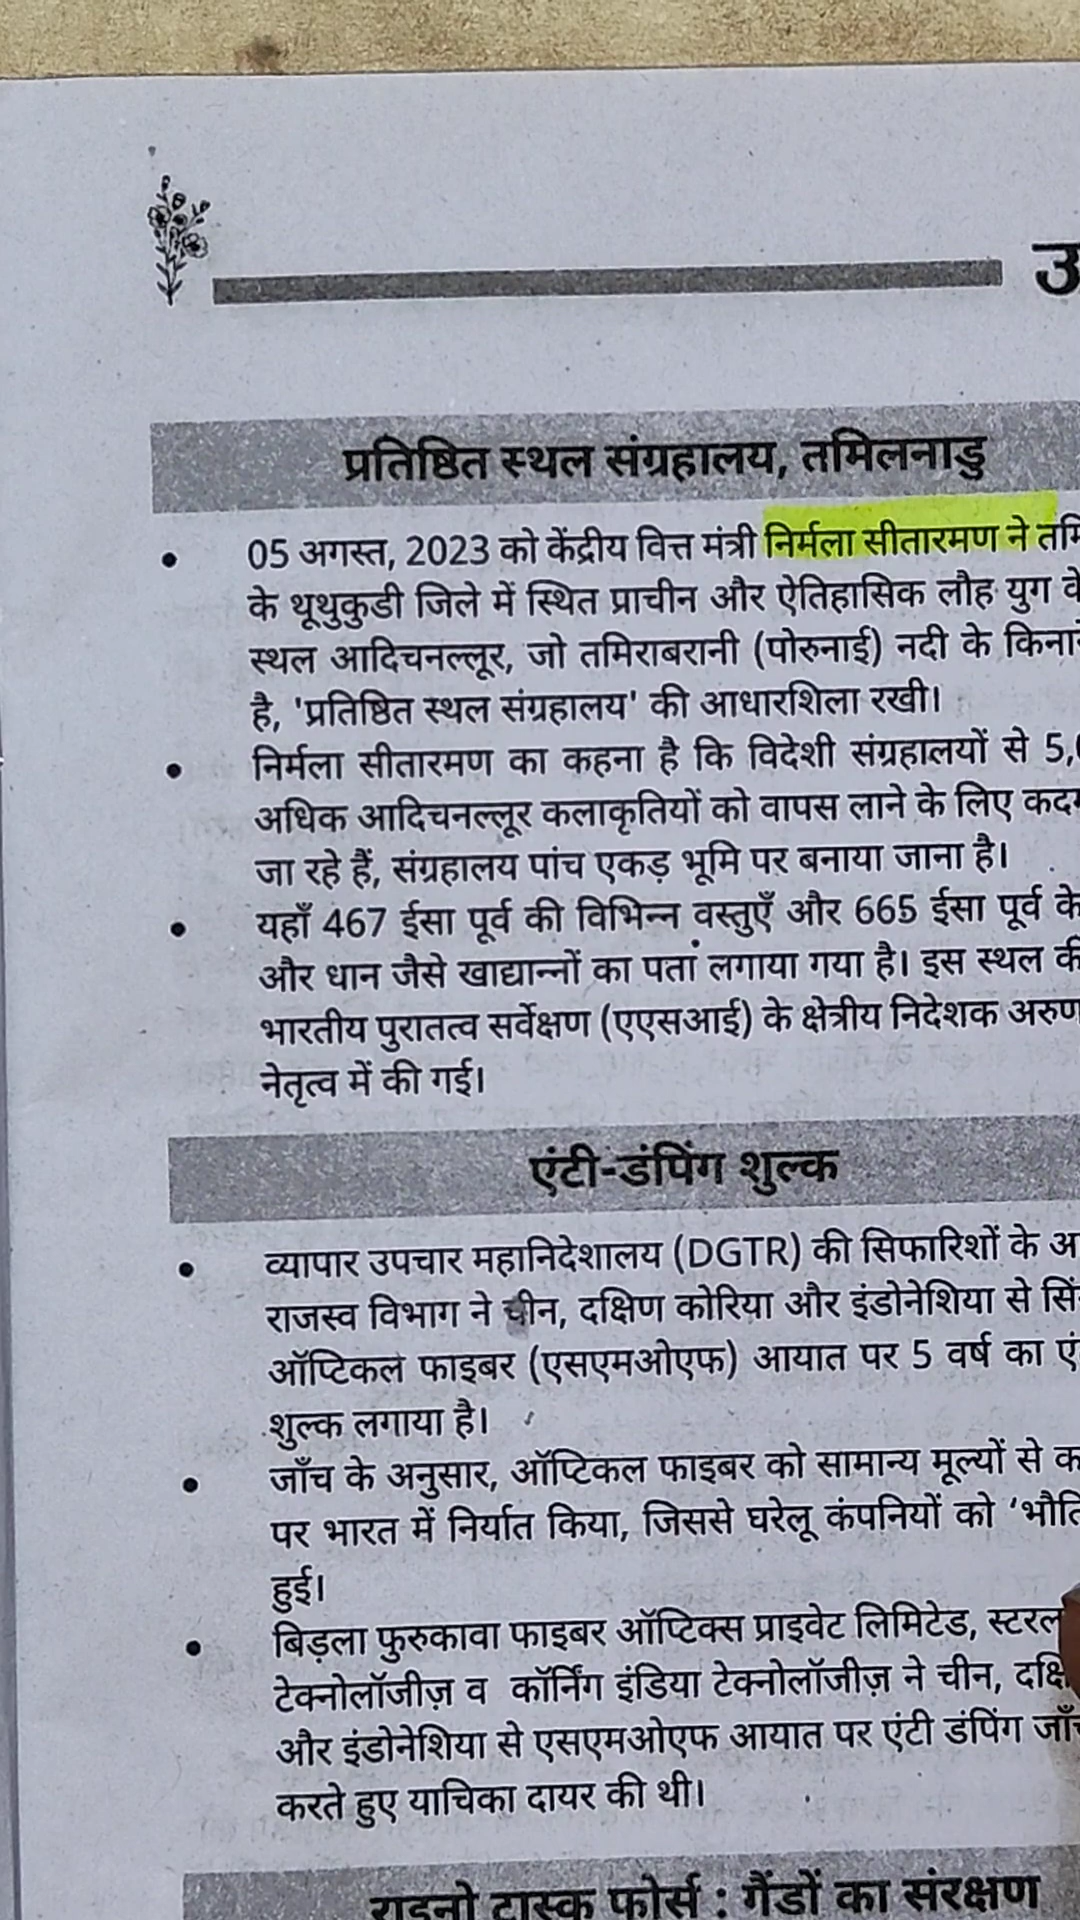 उ
प्रतिष्ठित स्थल संग्रहालय, तमिलनाडु
• 05 अगस्त, 2023 को केंद्रीय वित्त मंत्री निर्मला सीतारमण ने
के थूथुकुडी जिले में स्थित प्राचीन और ऐतिहासिक लौह युग के
स्थल आदिचनल्लूर, जो तमिराबरानी (पोरुनाई) नदी के किनारे
है, 'प्रतिष्ठित स्थल संग्रहालय' की आधारशिला रखी।
• निर्मला सीतारमण का कहना है कि विदेशी संग्रहालयों से
अधिक आदिचनल्लूर कलाकृतियों को वापस लाने के लिए
जा रहे हैं, संग्रहालय पांच एकड़ भूमि पर बनाया जाना है।
• यहाँ 467 ईसा पूर्व की विभिन्न वस्तुएँ और 665 ईसा पूर्व के
और धान जैसे खाद्यान्नों का पतां लगाया गया है। इस स्थल की
भारतीय पुरातत्व सर्वेक्षण (एएसआई) के क्षेत्रीय निदेशक अरुण
नेतृत्व में की गई।
एंटी-डंपिंग शुल्क
• व्यापार उपचार महानिदेशालय (DGTR) की सिफारिशों के
राजस्व विभाग ने चीन, दक्षिण कोरिया और इंडोनेशिया से
ऑप्टिकल फाइबर (एसएमओएफ) आयात पर 5 वर्ष का
शुल्क लगाया है।
• जाँच के अनुसार, ऑप्टिकल फाइबर को सामान्य मूल्यों से
पर भारत में निर्यात किया, जिससे घरेलू कंपनियों को
हुई।
• बिड़ला फुरुकावा फाइबर ऑप्टिक्स प्राइवेट लिमिटेड,
टेक्नोलॉजीज़ व कॉर्निंग इंडिया टेक्नोलॉजीज़ ने चीन,
और इंडोनेशिया से एसएमओएफ आयात पर एंटी डंपिंग
करते हुए याचिका दायर की थी।
राइनो टास्क फोर्स : गैंडों का संरक्षण